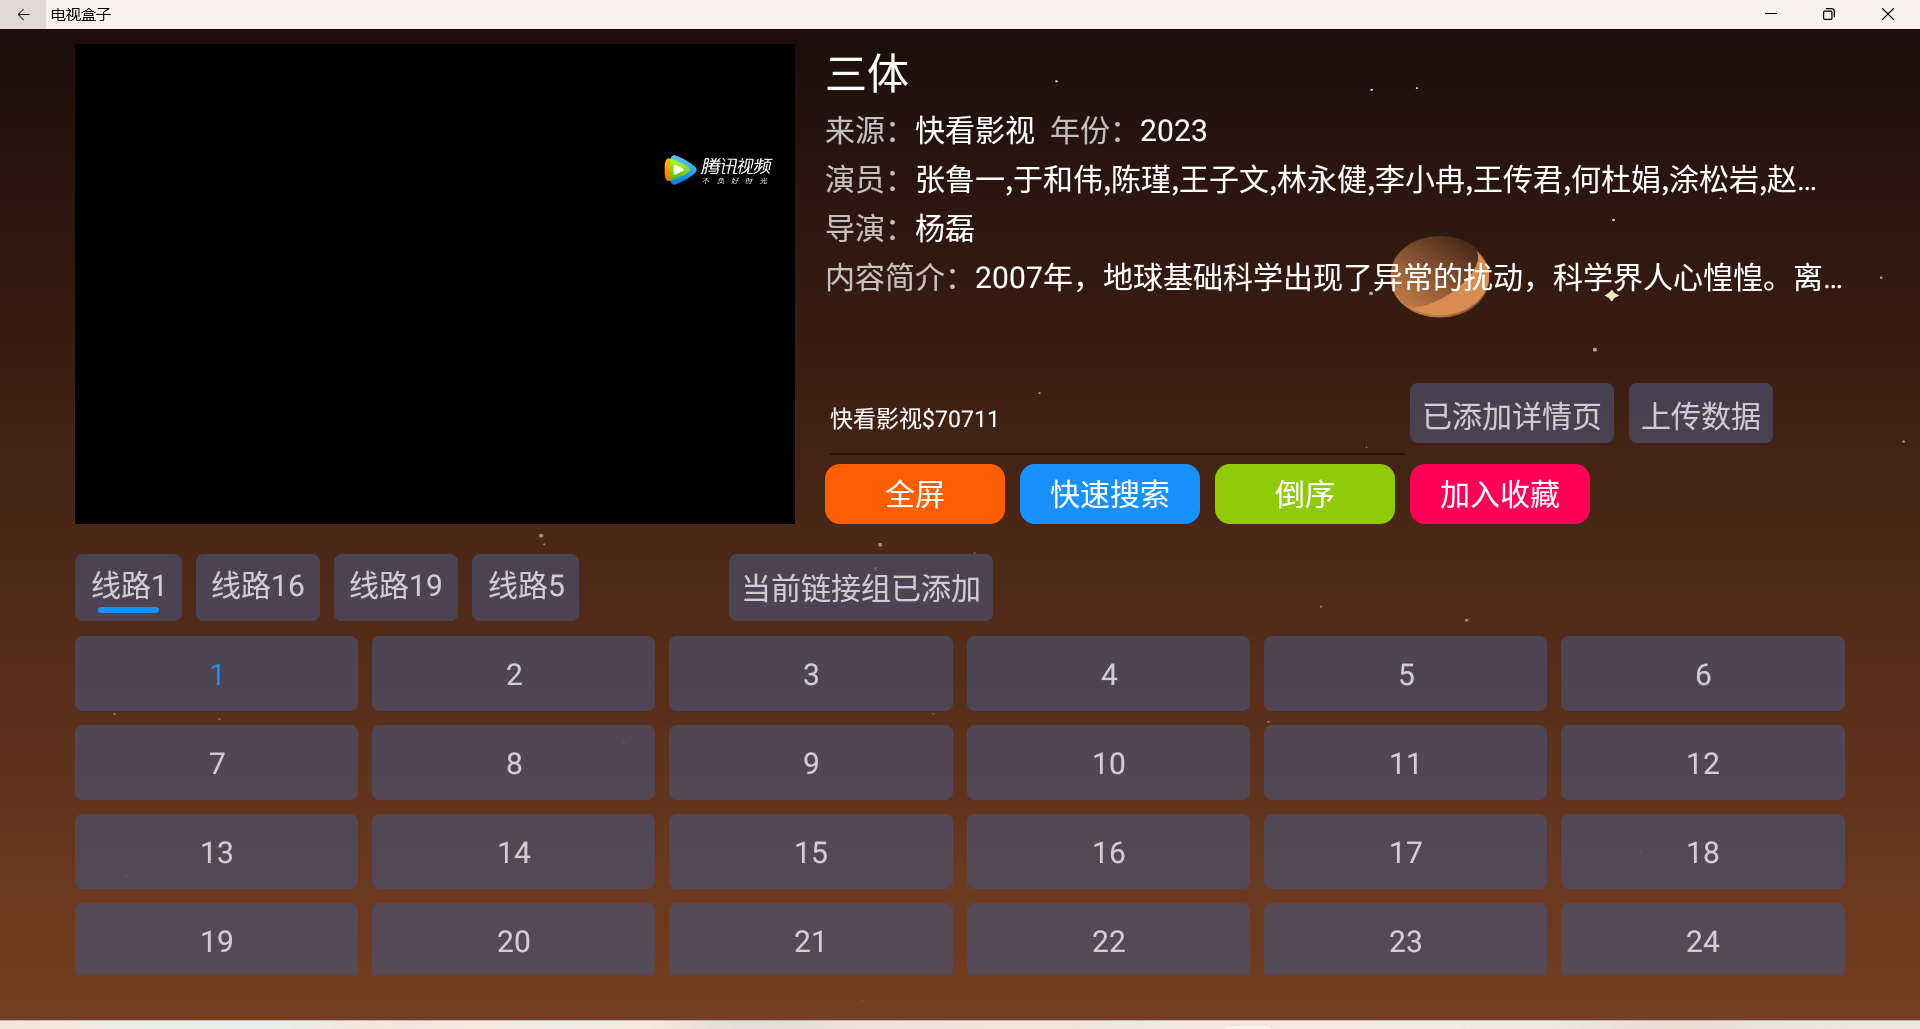 电视盒子
腾讯视频
不负好时光
三体
来源：快看影视 年份：2023
演员：张鲁一,于和伟,陈瑾,王子文,林永健,李小冉,王传君,何杜娟,涂松岩,赵...
导演：杨磊
内容简介：2007年，地球基础科学出现了异常的扰动，科学界人心惶惶。离...
快看影视$70711
已添加详情页 上传数据
全屏 快速搜索 倒序 加入收藏
线路1 线路16 线路19 线路5 当前链接组已添加
1 2 3 4 5 6
7 8 9 10 11 12
13 14 15 16 17 18
19 20 21 22 23 24